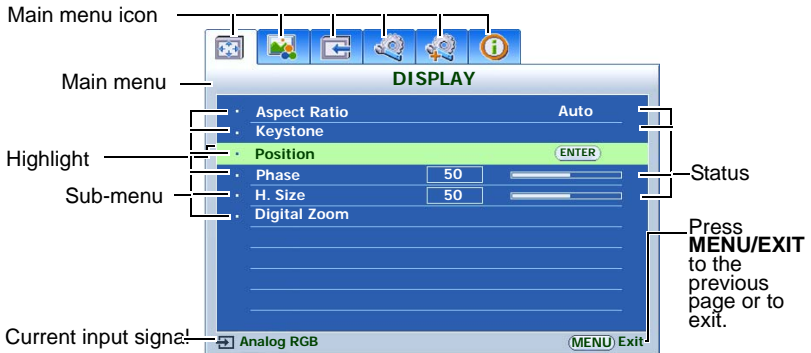 Main menu icon
Main menu
DISPLAY
Aspect Ratio Auto
Keystone
Highlight
Position ENTER
Phase 50
Status
Sub-menu
H. Size 50
Digital Zoom
Press
MENU/EXIT
to the
previous
page or to
exit.
Current input signal
Analog RGB
MENU Exit